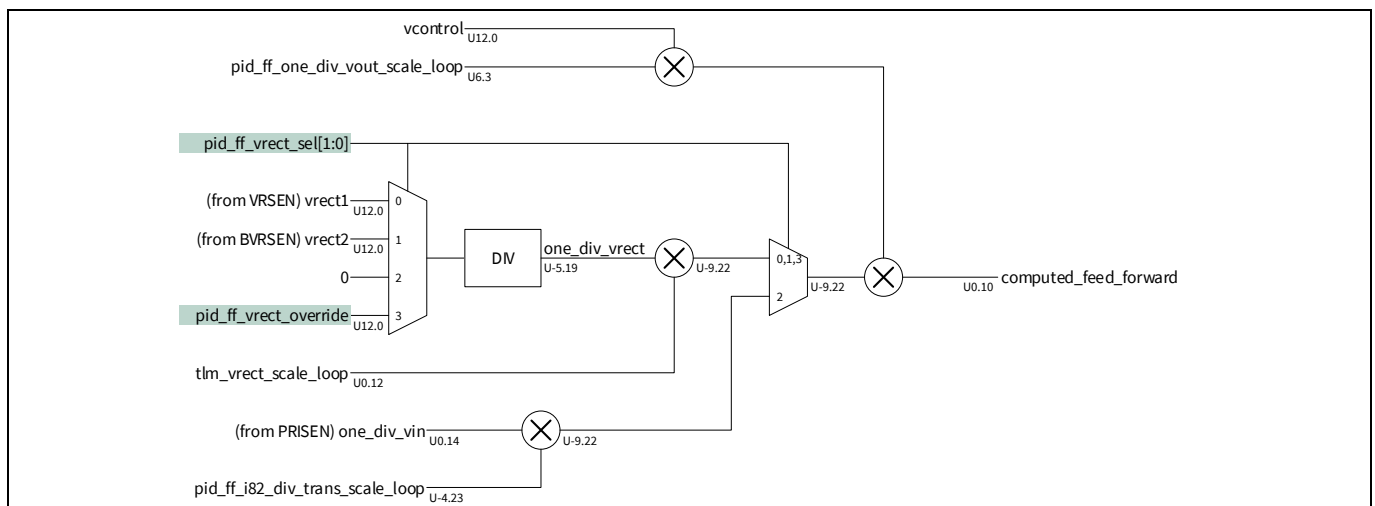 vcontrol
U12.0
pid_ff_one_div_vout_scale_loop
U6.3
pid_ff_vrect_sel[1:0]
(from VRSEN) vrect1
U12.0
0
(from BVRSEN) vrect2
U12.0
1
0
2
pid_ff_vrect_override
U12.0
3
DIV
one_div_vrect
U-5.19
U-9.22
0,1,3
2
U-9.22
U0.10
computed_feed_forward
tlm_vrect_scale_loop
U0.12
(from PRISEN) one_div_vin
U0.14
U-9.22
pid_ff_i82_div_trans_scale_loop
U-4.23